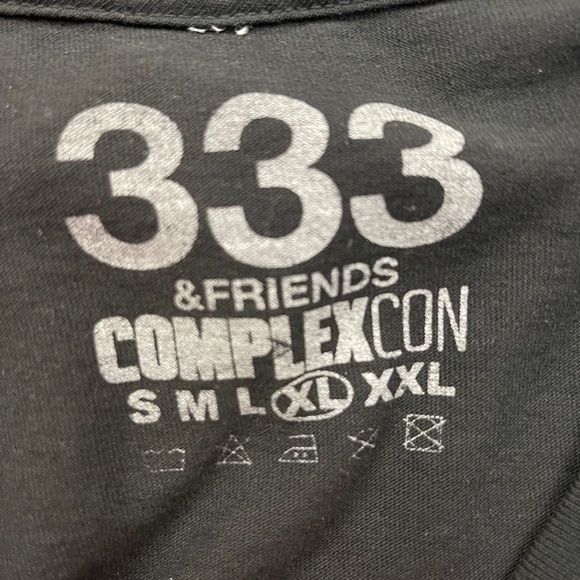 333
&FRIENDS
COMPLEXCON
S M L XL XXL